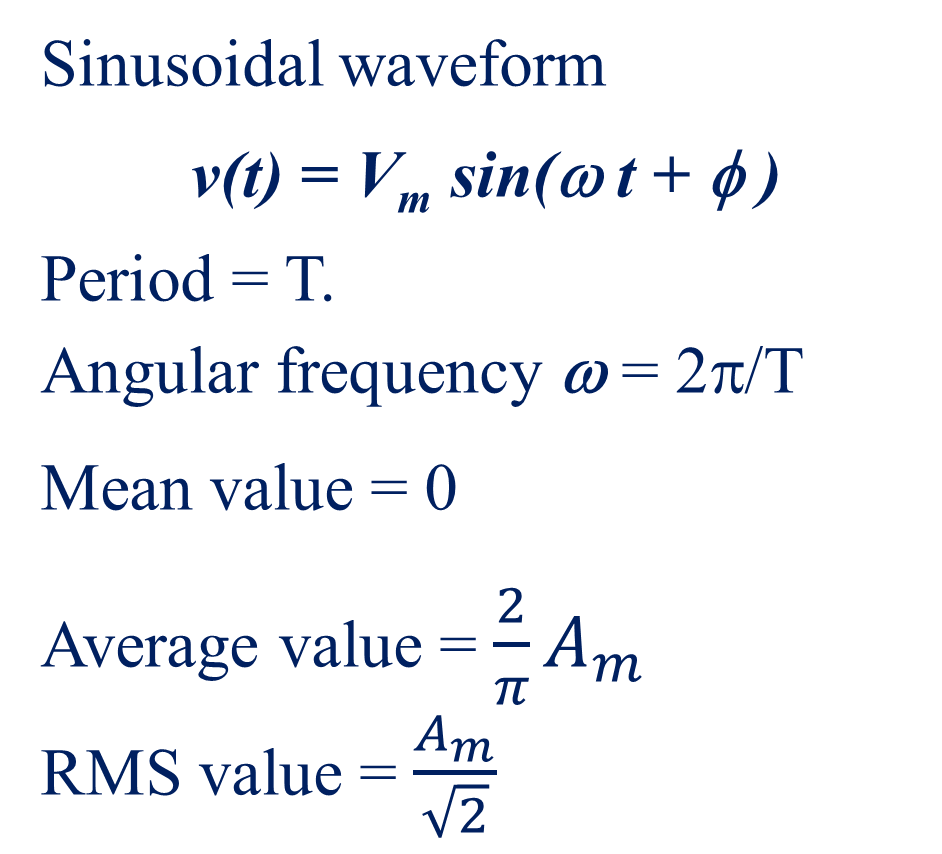 Sinusoidal waveform
v(t) = Vₘ sin(ω t + ϕ )
Period = T.
Angular frequency ω = 2π/T
Mean value = 0
Average value = 2/π Aₘ
RMS value = Aₘ/√2